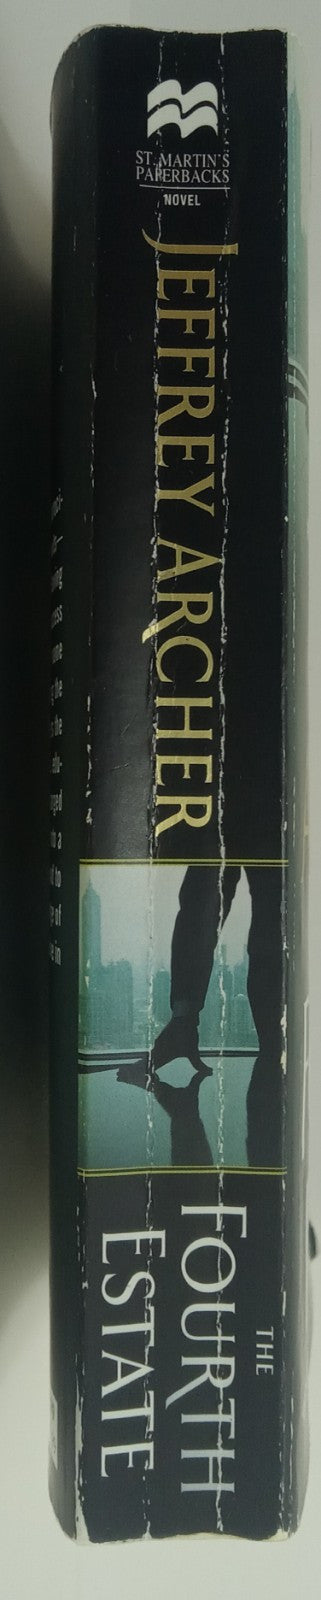 ST. MARTIN'S
PAPERBACKS
NOVEL
JEFFREY ARCHER
THE
FOURTH
ESTATE